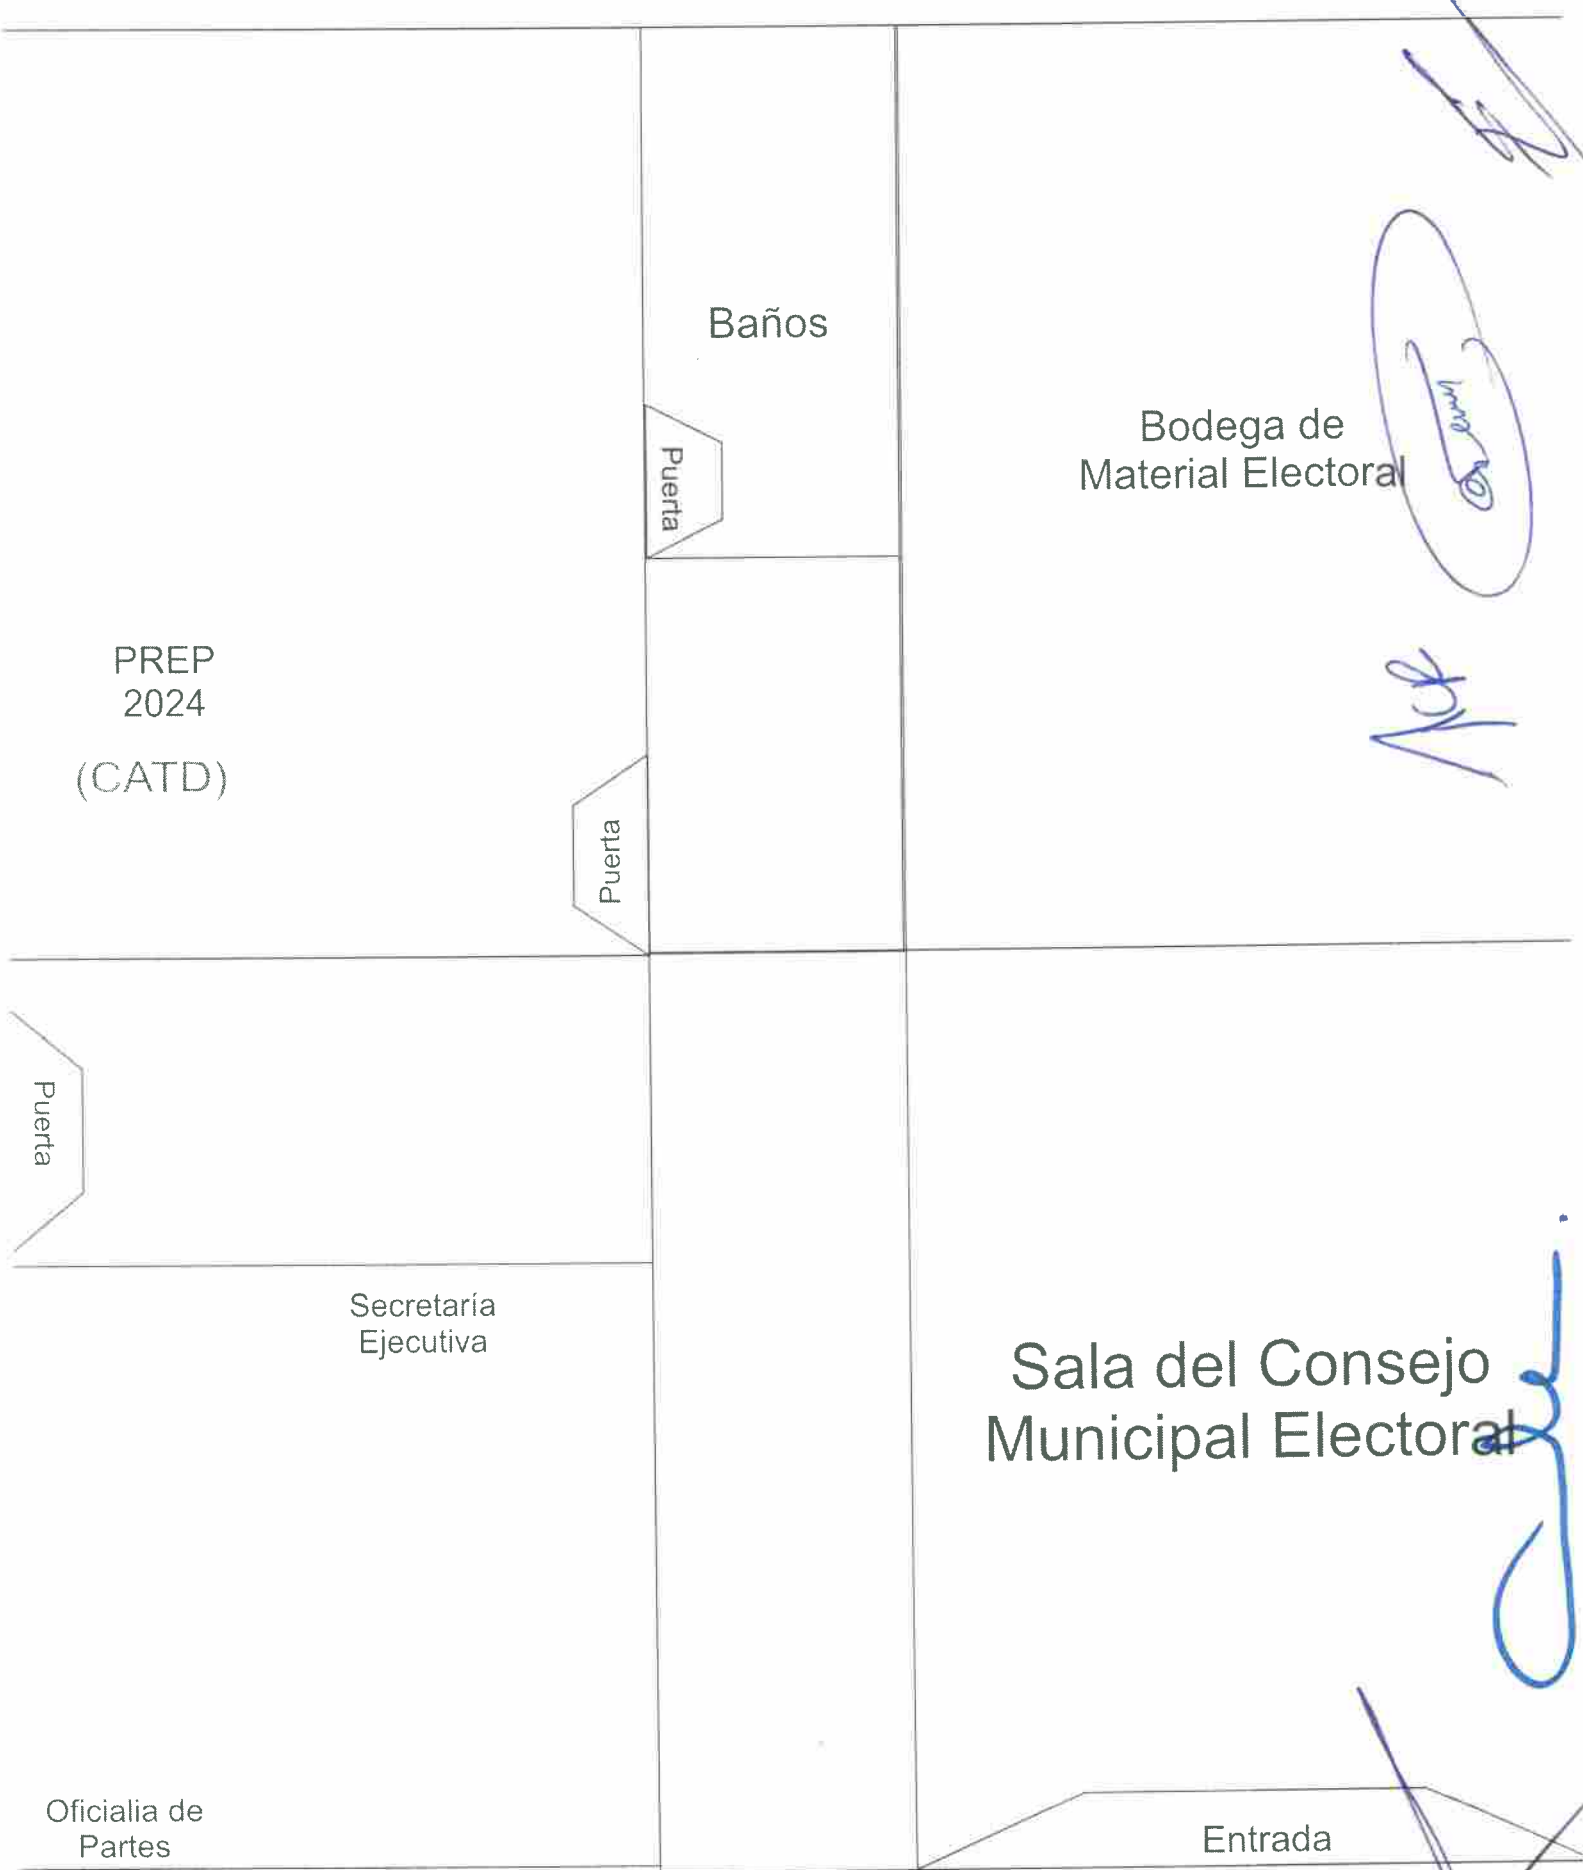 Baños
Puerta
Bodega de
Material Electoral
PREP
2024
(CATD)
Puerta
Puerta
Secretaría
Ejecutiva
Sala del Consejo
Municipal Electoral
Oficialia de
Partes
Entrada